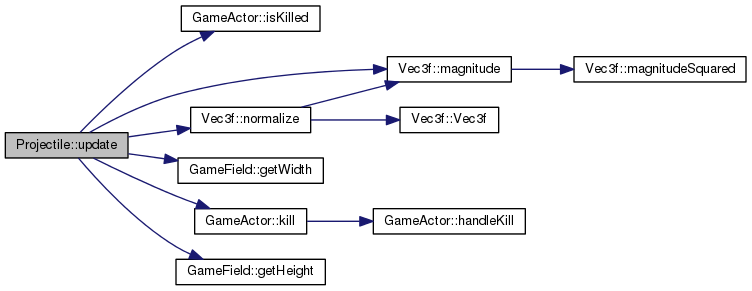 GameActor::isKilled
Vec3f::magnitude
Vec3f::magnitudeSquared
Vec3f::normalize
Vec3f::Vec3f
Projectile::update
GameField::getWidth
GameActor::kill
GameActor::handleKill
GameField::getHeight